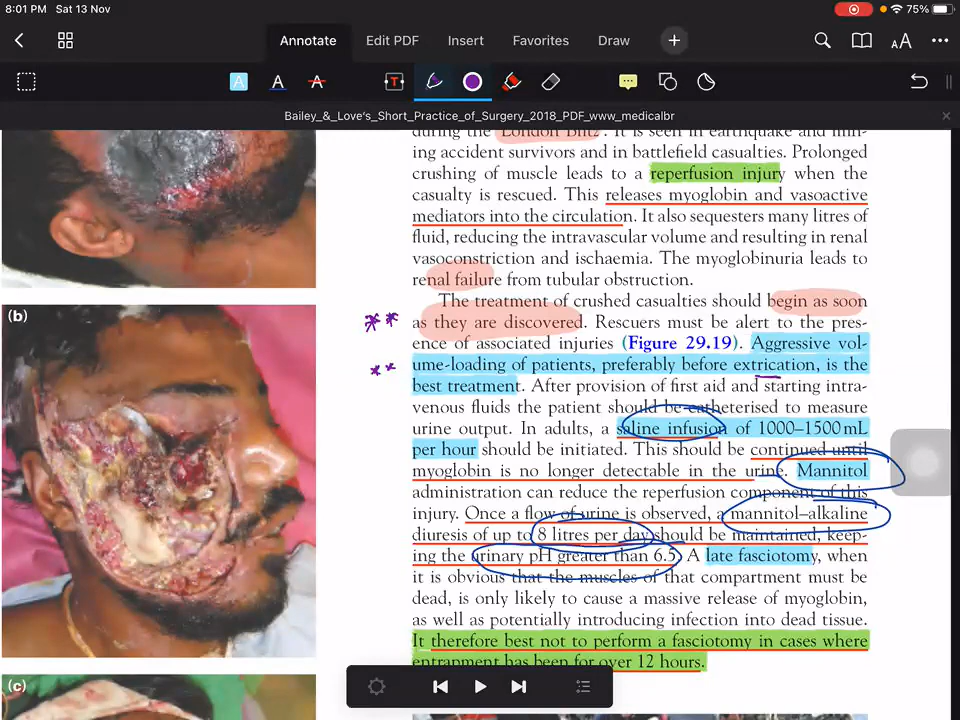 8:01 PM Sat 13 Nov
75%
Annotate Edit PDF Insert Favorites Draw
AA
Bailey_&_Love's_Short_Practice_of_Surgery_2018_PDF_www_medicalbr
during the 'London Blitz'. It is seen in earthquake and min-
ing accident survivors and in battlefield casualties. Prolonged
crushing of muscle leads to a reperfusion injury when the
casualty is rescued. This releases myoglobin and vasoactive
mediators into the circulation. It also sequesters many litres of
fluid, reducing the intravascular volume and resulting in renal
vasoconstriction and ischaemia. The myoglobinuria leads to
renal failure from tubular obstruction.
The treatment of crushed casualties should begin as soon
as they are discovered. Rescuers must be alert to the pres-
ence of associated injuries (Figure 29.19). Aggressive vol-
ume-loading of patients, preferably before extrication, is the
best treatment. After provision of first aid and starting intra-
venous fluids the patient should be catheterised to measure
urine output. In adults, a saline infusion of 1000–1500 mL
per hour should be initiated. This should be continued until
myoglobin is no longer detectable in the urine. Mannitol
administration can reduce the reperfusion component of this
injury. Once a flow of urine is observed, a mannitol–alkaline
diuresis of up to 8 litres per day should be maintained, keep-
ing the urinary pH greater than 6.5. A late fasciotomy, when
it is obvious that the muscles of that compartment must be
dead, is only likely to cause a massive release of myoglobin,
as well as potentially introducing infection into dead tissue.
It therefore best not to perform a fasciotomy in cases where
entrapment has been for over 12 hours.
(b)
(c)